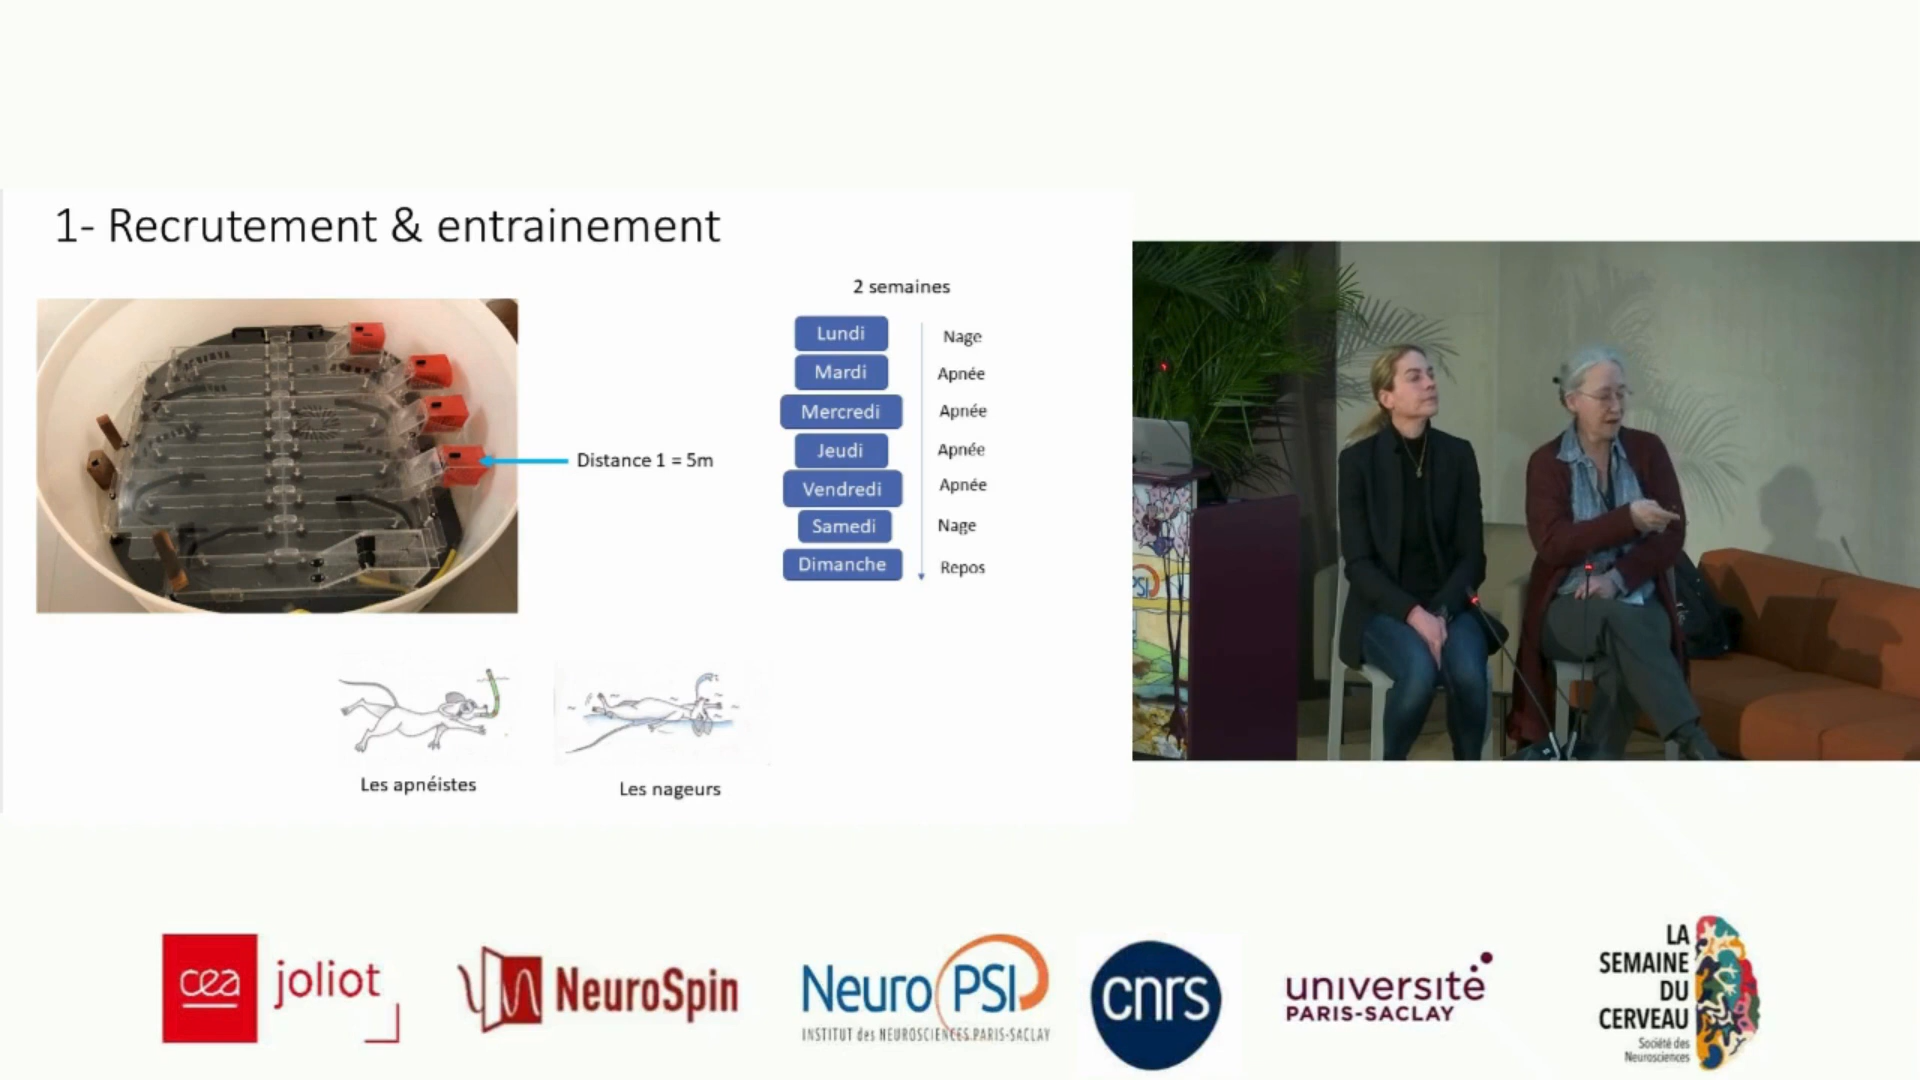 1- Recrutement & entrainement
2 semaines
Lundi
Nage
Mardi
Apnée
Mercredi
Apnée
Jeudi
Apnée
Vendredi
Apnée
Samedi
Nage
Dimanche
Repos
Distance 1 = 5m
Les apnéistes
Les nageurs
PSI
cea joliot
NeuroSpin
NeuroPSI
INSTITUT des NEUROSCIENCES PARIS-SACLAY
cnrs
université
PARIS-SACLAY
LA
SEMAINE
DU
CERVEAU
Société des
Neurosciences